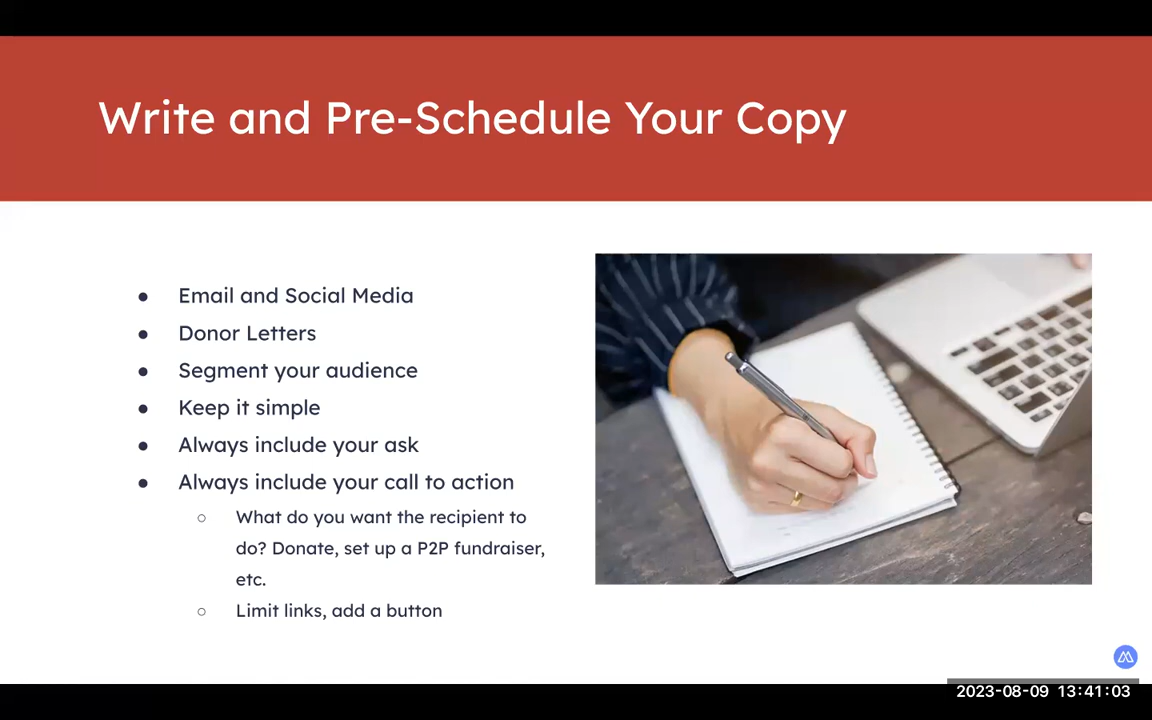 Write and Pre-Schedule Your Copy
● Email and Social Media
● Donor Letters
● Segment your audience
● Keep it simple
● Always include your ask
● Always include your call to action
○ What do you want the recipient to
do? Donate, set up a P2P fundraiser,
etc.
○ Limit links, add a button
2023-08-09 13:41:03